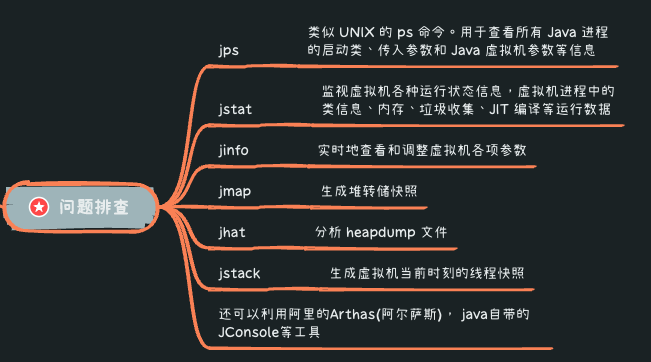 jps
类似 UNIX 的 ps 命令。用于查看所有 Java 进程
的启动类、传入参数和 Java 虚拟机参数等信息
jstat
监视虚拟机各种运行状态信息，虚拟机进程中的
类信息、内存、垃圾收集、JIT 编译等运行数据
jinfo
实时地查看和调整虚拟机各项参数
问题排查
jmap
生成堆转储快照
jhat
分析 heapdump 文件
jstack
生成虚拟机当前时刻的线程快照
还可以利用阿里的Arthas(阿尔萨斯)， java自带的
JConsole等工具